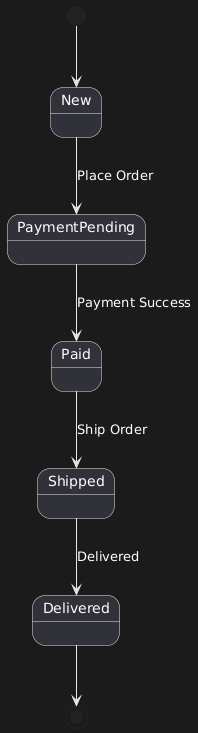 New
Place Order
PaymentPending
Payment Success
Paid
Ship Order
Shipped
Delivered
Delivered